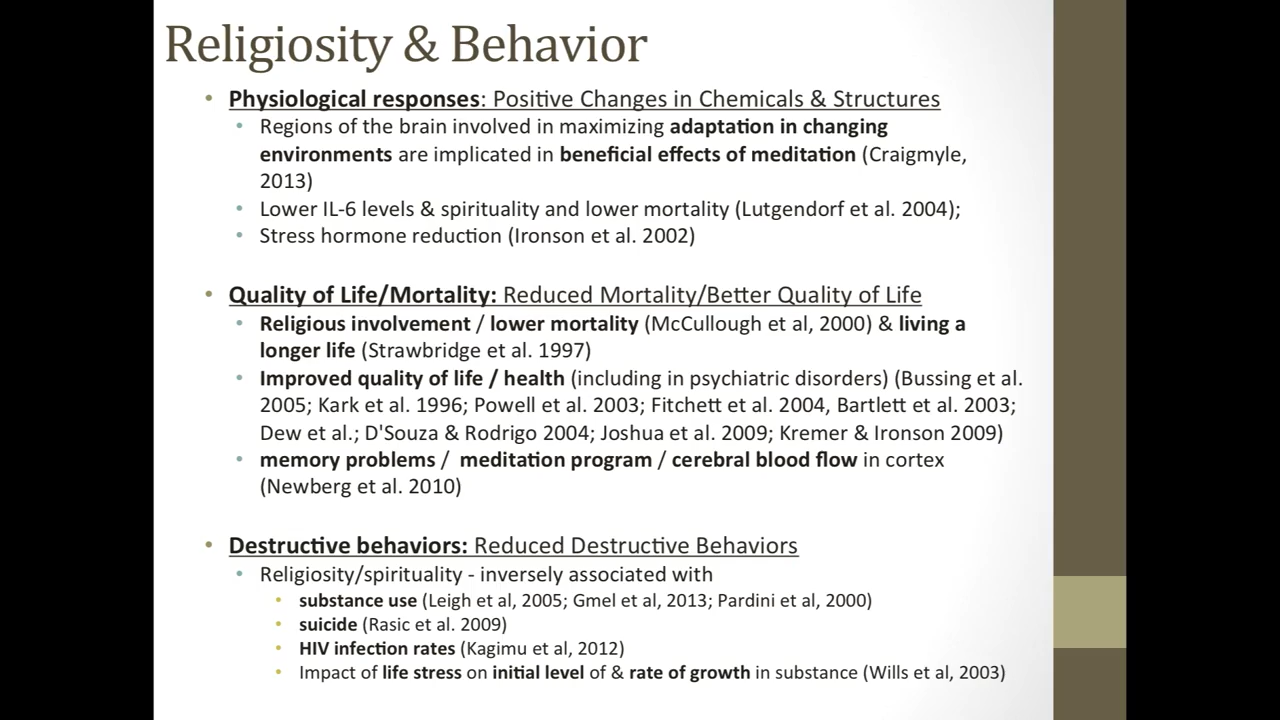 Religiosity & Behavior
• Physiological responses: Positive Changes in Chemicals & Structures
• Regions of the brain involved in maximizing adaptation in changing
environments are implicated in beneficial effects of meditation (Craigmyle,
2013)
• Lower IL-6 levels & spirituality and lower mortality (Lutgendorf et al. 2004);
• Stress hormone reduction (Ironson et al. 2002)
• Quality of Life/Mortality: Reduced Mortality/Better Quality of Life
• Religious involvement / lower mortality (McCullough et al, 2000) & living a
longer life (Strawbridge et al. 1997)
• Improved quality of life / health (including in psychiatric disorders) (Bussing et al.
2005; Kark et al. 1996; Powell et al. 2003; Fitchett et al. 2004, Bartlett et al. 2003;
Dew et al.; D'Souza & Rodrigo 2004; Joshua et al. 2009; Kremer & Ironson 2009)
• memory problems / meditation program / cerebral blood flow in cortex
(Newberg et al. 2010)
• Destructive behaviors: Reduced Destructive Behaviors
• Religiosity/spirituality - inversely associated with
• substance use (Leigh et al, 2005; Gmel et al, 2013; Pardini et al, 2000)
• suicide (Rasic et al. 2009)
• HIV infection rates (Kagimu et al, 2012)
• Impact of life stress on initial level of & rate of growth in substance (Wills et al, 2003)